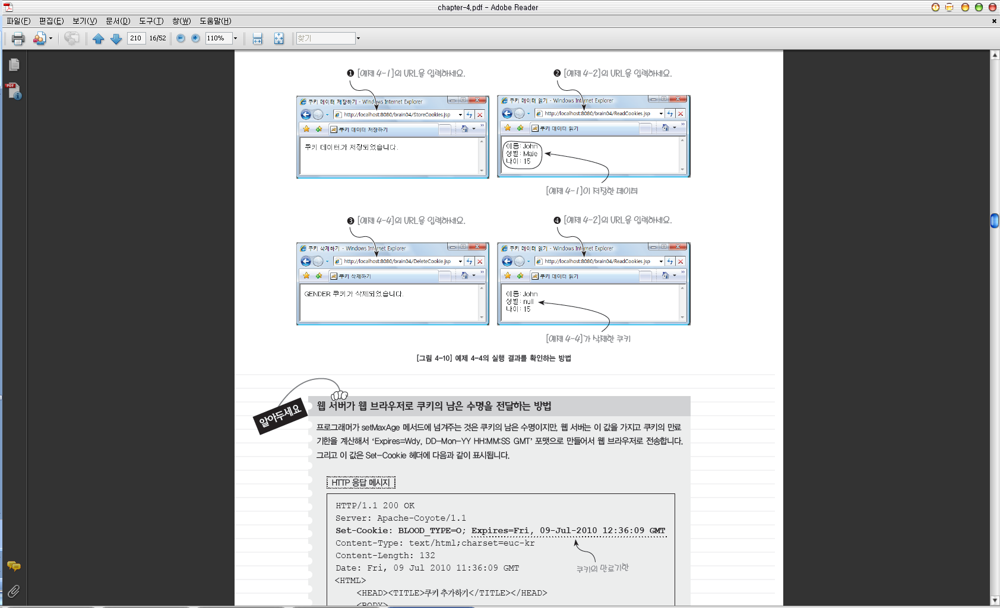 chapter-4.pdf - Adobe Reader
파일(F) 편집(E) 보기(V) 문서(D) 도구(T) 창(W) 도움말(H)
210 16/52 110% 찾기
❶ [예제 4-1]의 URL을 입력하세요.
쿠키 데이터 저장하기 - Windows Internet Explorer
http://localhost:8080/brain04/StoreCookies.jsp
쿠키 데이터 저장하기
쿠키 데이터가 저장되었습니다.
❷ [예제 4-2]의 URL을 입력하세요.
쿠키 데이터 읽기 - Windows Internet Explorer
http://localhost:8080/brain04/ReadCookies.jsp
쿠키 데이터 읽기
이름: John
성별: Male
나이: 15
[예제 4-1]이 저장한 데이터
❸ [예제 4-4]의 URL을 입력하세요.
쿠키 삭제하기 - Windows Internet Explorer
http://localhost:8080/brain04/DeleteCookie.jsp
쿠키 삭제하기
GENDER 쿠키가 삭제되었습니다.
❹ [예제 4-2]의 URL을 입력하세요.
쿠키 데이터 읽기 - Windows Internet Explorer
http://localhost:8080/brain04/ReadCookies.jsp
쿠키 데이터 읽기
이름: John
성별: null
나이: 15
[예제 4-4]가 삭제한 쿠키
[그림 4-10] 예제 4-4의 실행 결과를 확인하는 방법
알아두세요
웹 서버가 웹 브라우저로 쿠키의 남은 수명을 전달하는 방법
프로그래머가 setMaxAge 메서드에 넘겨주는 것은 쿠키의 남은 수명이지만, 웹 서버는 이 값을 가지고 쿠키의 만료
기한을 계산해서 ‘Expires=Wdy, DD-Mon-YY HH:MM:SS GMT’ 포맷으로 만들어서 웹 브라우저로 전송합니다.
그리고 이 값은 Set-Cookie 헤더에 다음과 같이 표시됩니다.
HTTP 응답 메시지
HTTP/1.1 200 OK
Server: Apache-Coyote/1.1
Set-Cookie: BLOOD_TYPE=O; Expires=Fri, 09-Jul-2010 12:36:09 GMT
Content-Type: text/html;charset=euc-kr
Content-Length: 132
Date: Fri, 09 Jul 2010 11:36:09 GMT
쿠키의 만료기한
<HTML>
<HEAD><TITLE>쿠키 추가하기</TITLE></HEAD>
<BODY>